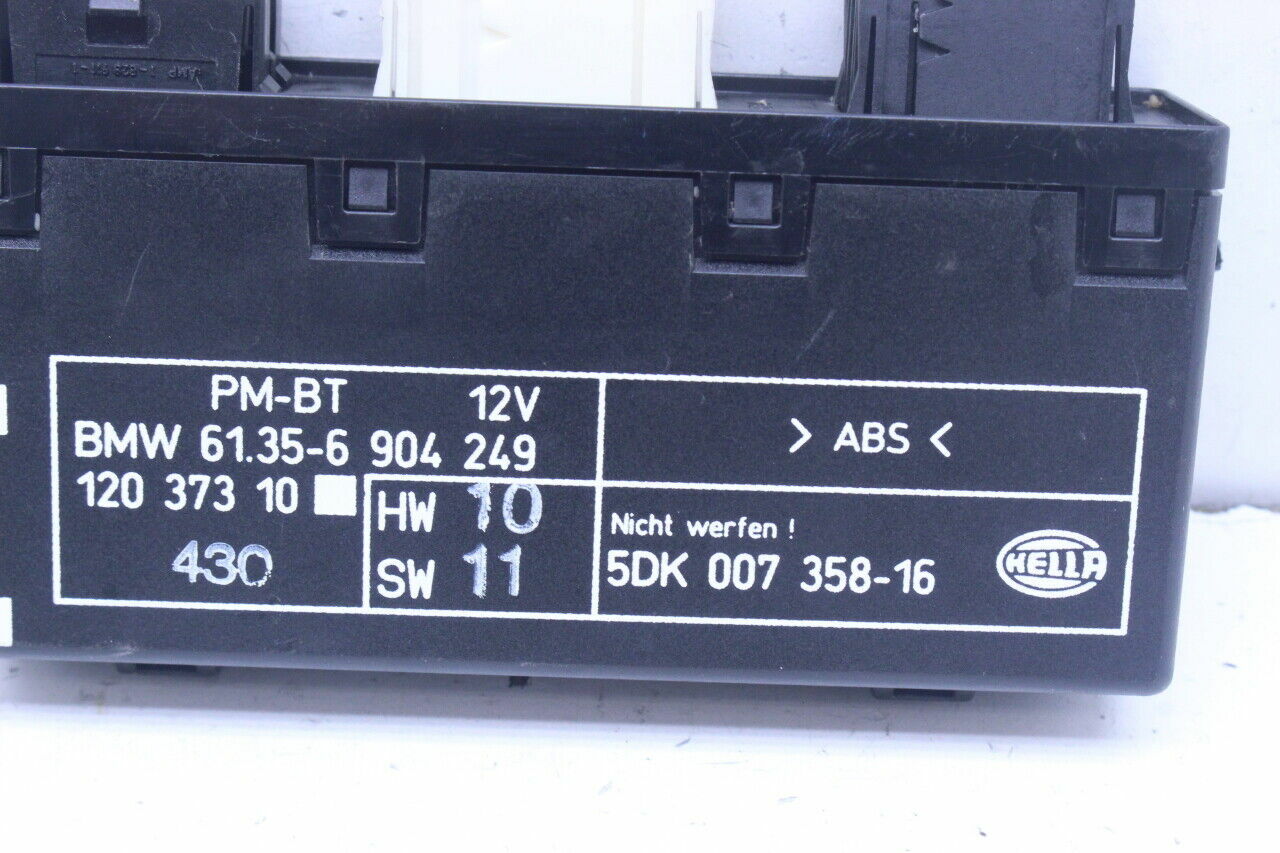 PM-BT 12V
BMW 61.35-6 904 249
120 373 10
430
HW 10
SW 11
> ABS <
Nicht werfen !
5DK 007 358-16
HELLA